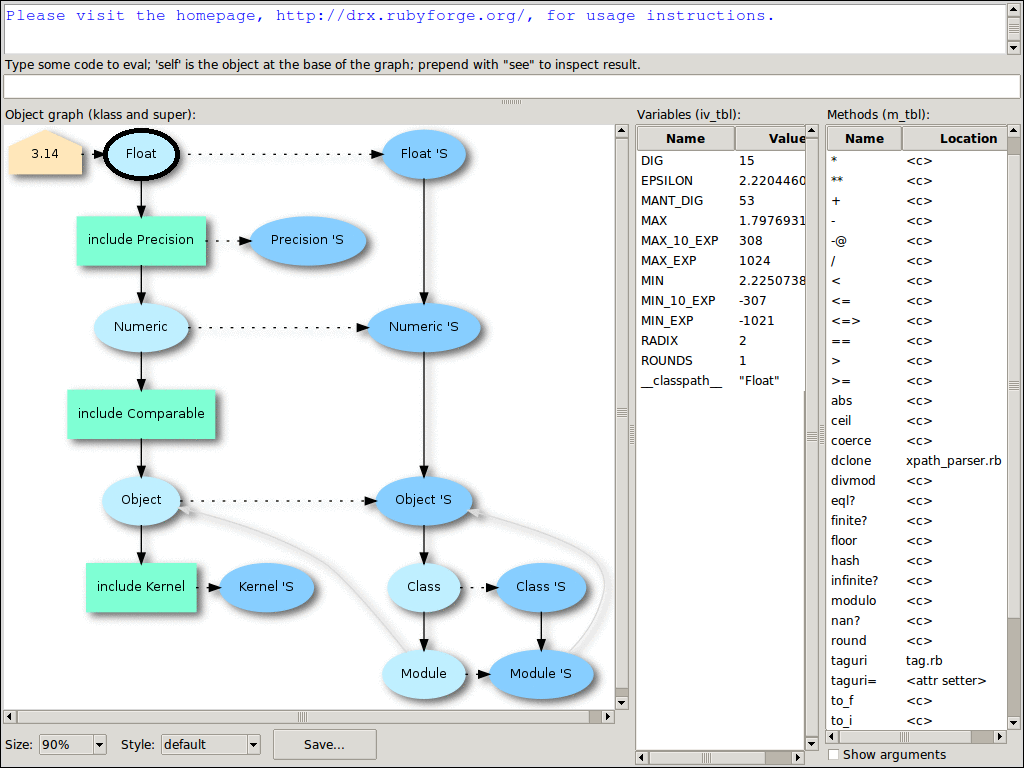 Please visit the homepage, http://drx.rubyforge.org/, for usage instructions.
Type some code to eval; 'self' is the object at the base of the graph; prepend with "see" to inspect result.
Object graph (klass and super):
3.14
Float
Float 'S
include Precision
Precision 'S
Numeric
Numeric 'S
include Comparable
Object
Object 'S
include Kernel
Kernel 'S
Class
Class 'S
Module
Module 'S
Size: 90% Style: default Save...
Variables (iv_tbl):
Name Value
DIG 15
EPSILON 2.2204460
MANT_DIG 53
MAX 1.7976931
MAX_10_EXP 308
MAX_EXP 1024
MIN 2.2250738
MIN_10_EXP -307
MIN_EXP -1021
RADIX 2
ROUNDS 1
__classpath__ "Float"
Methods (m_tbl):
Name Location
* <c>
** <c>
+ <c>
- <c>
-@ <c>
/ <c>
< <c>
<= <c>
<=> <c>
== <c>
> <c>
>= <c>
abs <c>
ceil <c>
coerce <c>
dclone xpath_parser.rb
divmod <c>
eql? <c>
finite? <c>
floor <c>
hash <c>
infinite? <c>
modulo <c>
nan? <c>
round <c>
taguri tag.rb
taguri= <attr setter>
to_f <c>
to_i <c>
Show arguments